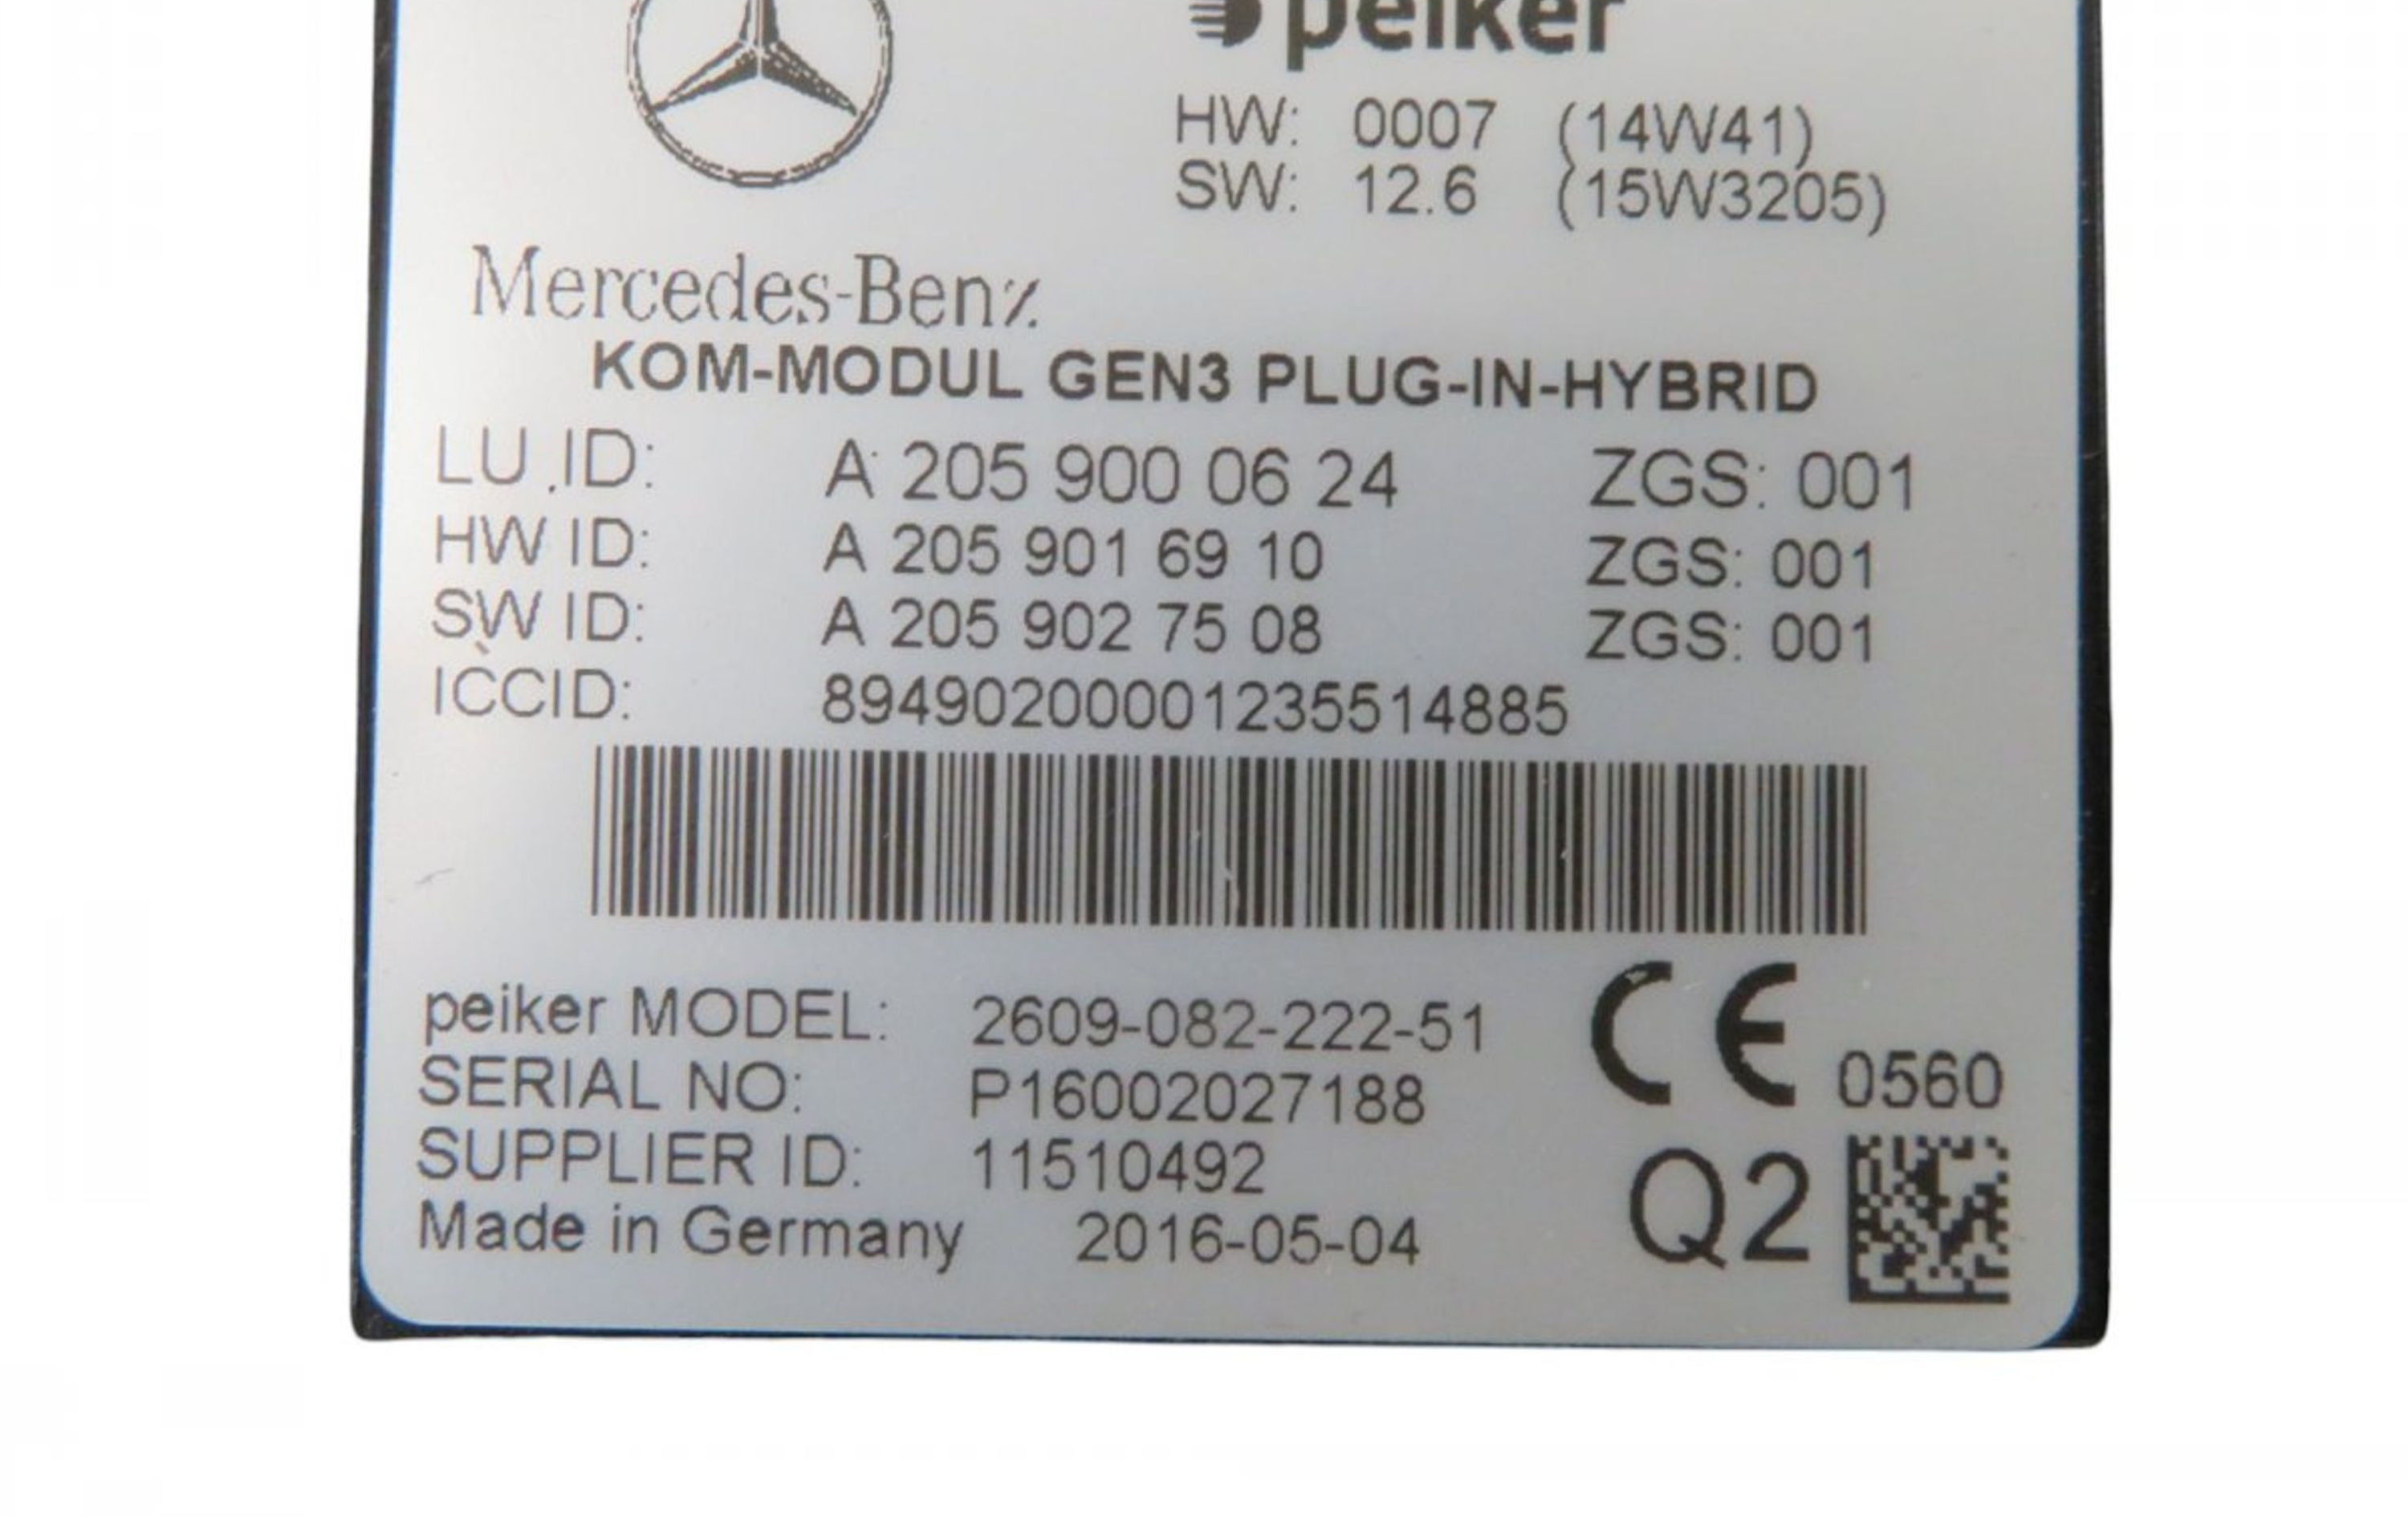 peiker
HW: 0007 (14W41)
SW: 12.6 (15W3205)
Mercedes-Benz
KOM-MODUL GEN3 PLUG-IN-HYBRID
LU ID: A 205 900 06 24 ZGS: 001
HW ID: A 205 901 69 10 ZGS: 001
SW ID: A 205 902 75 08 ZGS: 001
ICCID: 89490200001235514885
peiker MODEL: 2609-082-222-51
SERIAL NO: P16002027188
CE 0560
SUPPLIER ID: 11510492
Made in Germany 2016-05-04
Q2